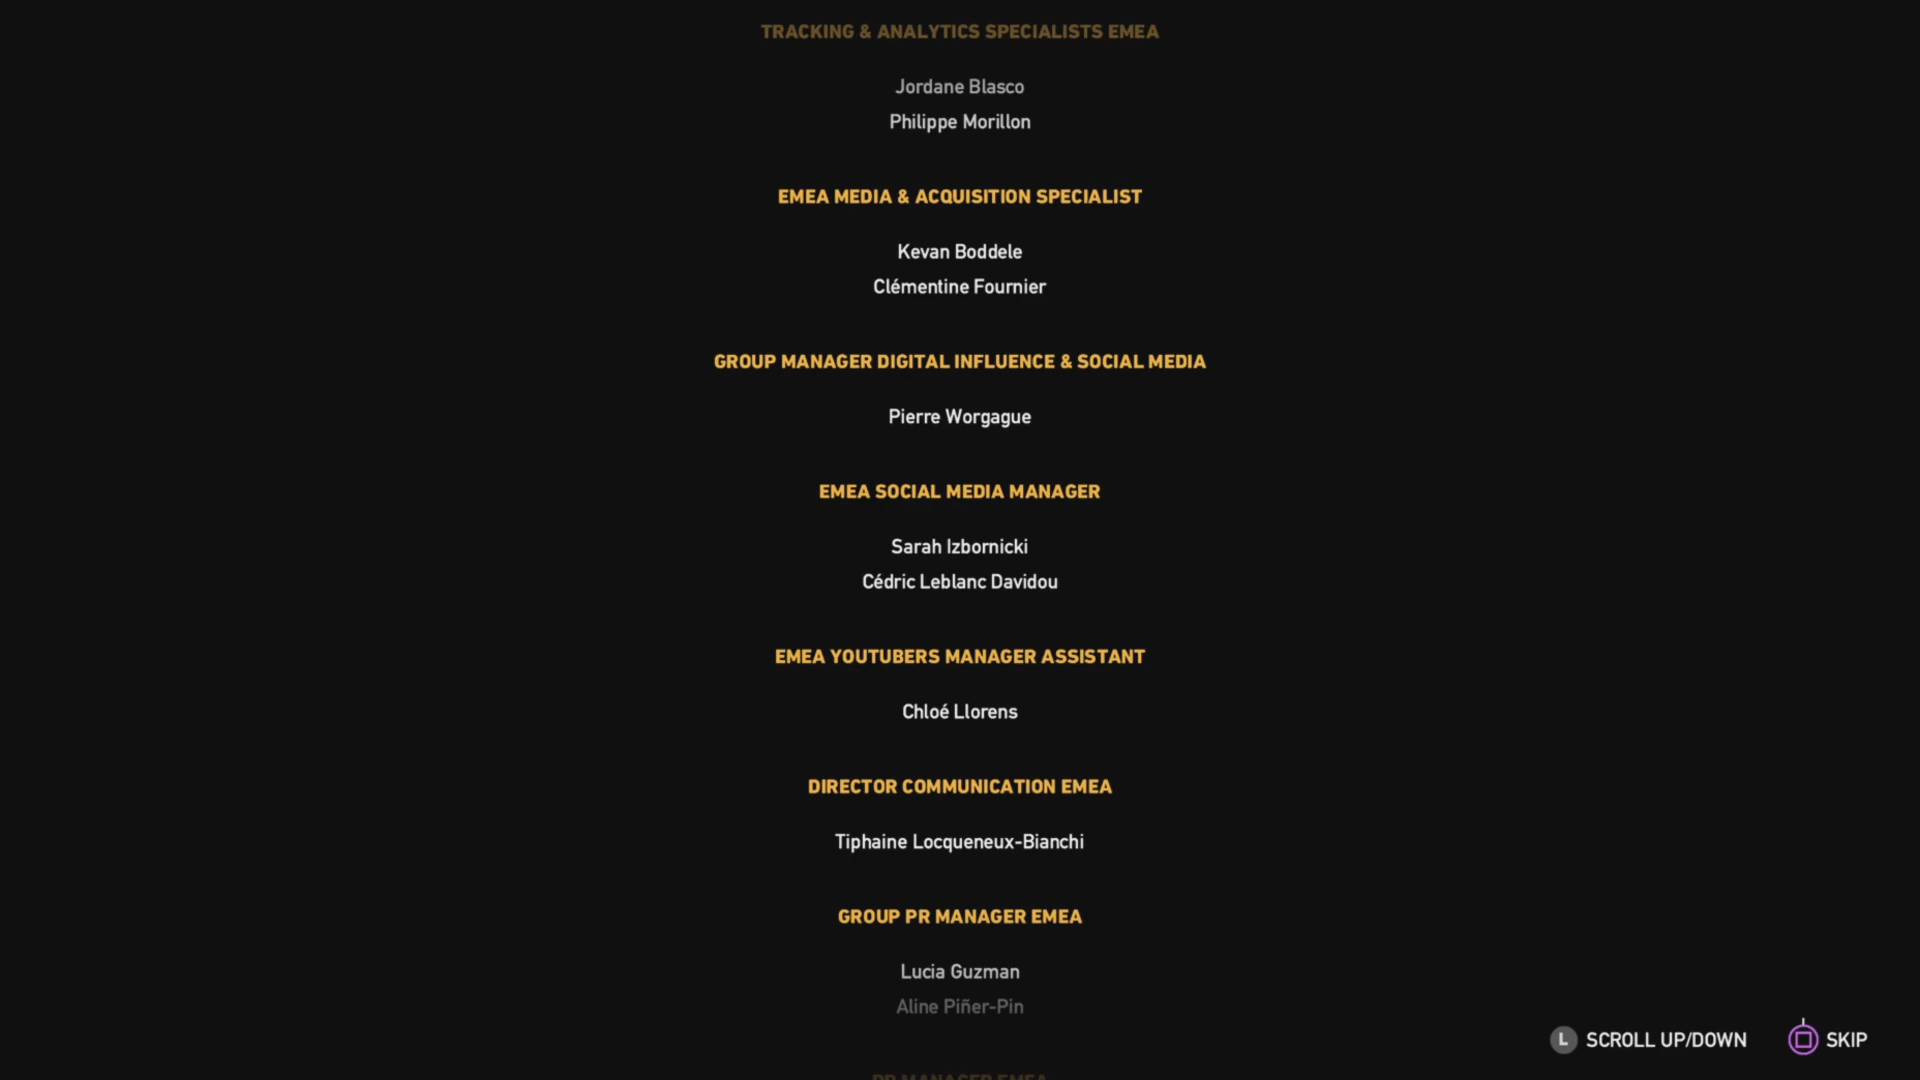 TRACKING & ANALYTICS SPECIALISTS EMEA
Jordane Blasco
Philippe Morillon
EMEA MEDIA & ACQUISITION SPECIALIST
Kevan Boddele
Clémentine Fournier
GROUP MANAGER DIGITAL INFLUENCE & SOCIAL MEDIA
Pierre Worgague
EMEA SOCIAL MEDIA MANAGER
Sarah Izbornicki
Cédric Leblanc Davidou
EMEA YOUTUBERS MANAGER ASSISTANT
Chloé Llorens
DIRECTOR COMMUNICATION EMEA
Tiphaine Locqueneux-Bianchi
GROUP PR MANAGER EMEA
Lucia Guzman
Aline Piñer-Pin
L SCROLL UP/DOWN SKIP
PR MANAGER EMEA